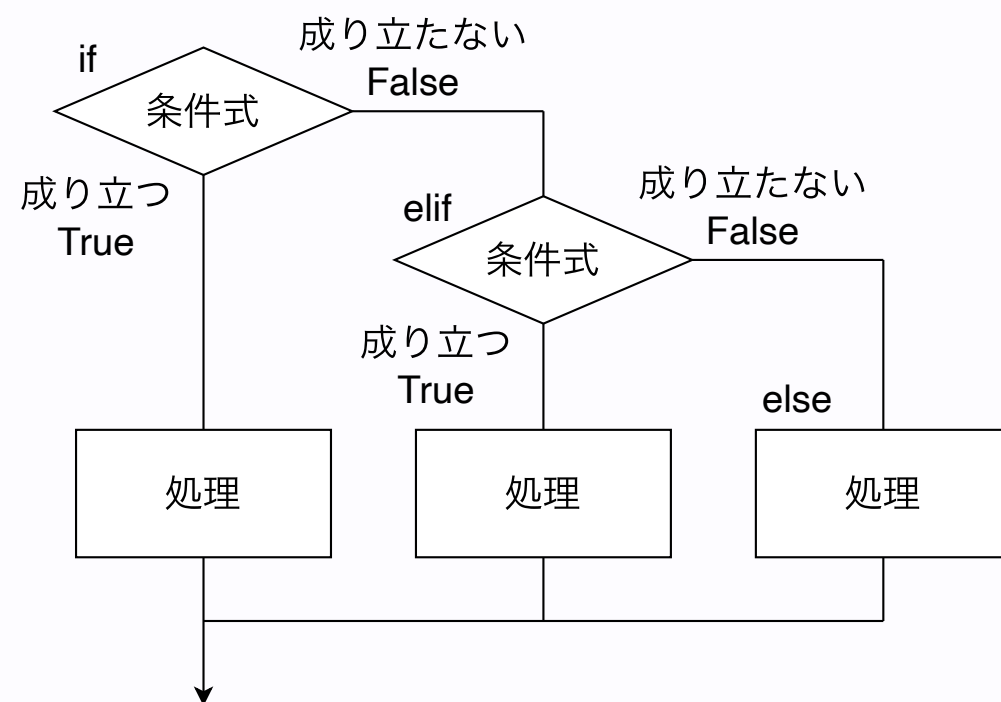 if
条件式
成り立たない
False
成り立つ
True
elif
条件式
成り立たない
False
成り立つ
True
else
処理
処理
処理